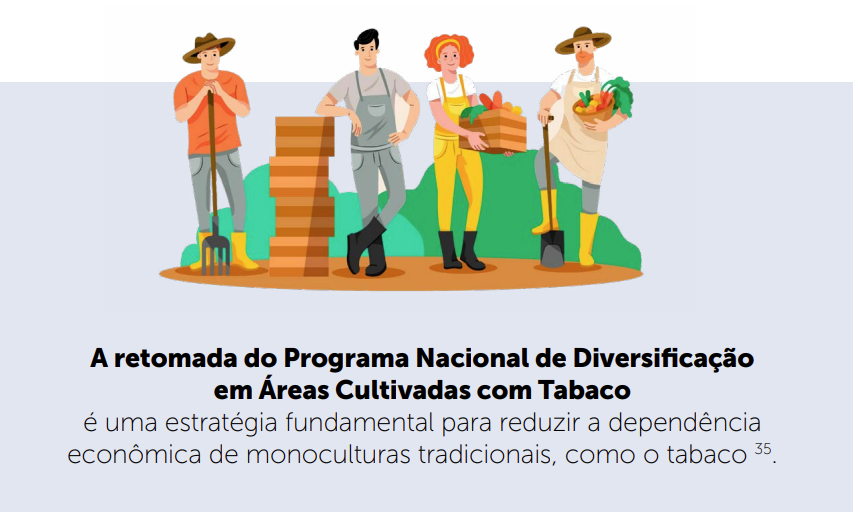 A retomada do Programa Nacional de Diversificação
em Áreas Cultivadas com Tabaco
é uma estratégia fundamental para reduzir a dependência
econômica de monoculturas tradicionais, como o tabaco ³⁵.